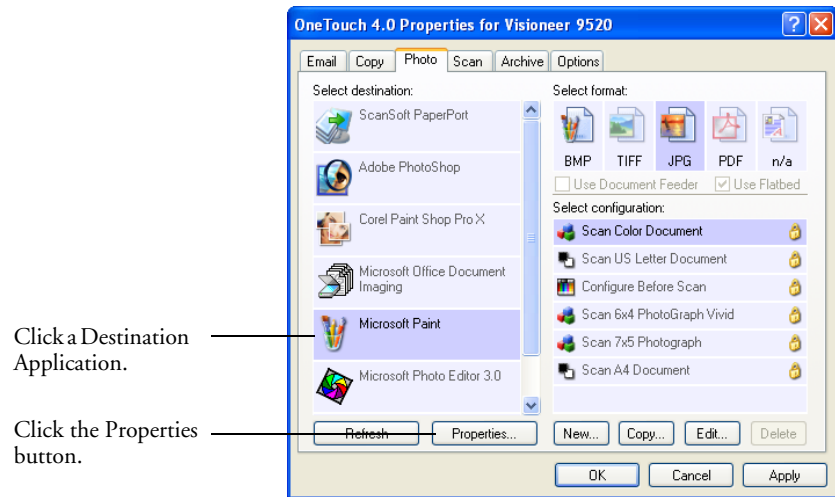 OneTouch 4.0 Properties for Visioneer 9520
Email Copy Photo Scan Archive Options
Select destination:
ScanSoft PaperPort
Adobe PhotoShop
Corel Paint Shop Pro X
Microsoft Office Document
Imaging
Microsoft Paint
Microsoft Photo Editor 3.0
Refresh Properties...
Select format:
BMP TIFF JPG PDF n/a
Use Document Feeder Use Flatbed
Select configuration:
Scan Color Document
Scan US Letter Document
Configure Before Scan
Scan 6x4 PhotoGraph Vivid
Scan 7x5 Photograph
Scan A4 Document
New... Copy... Edit... Delete
OK Cancel Apply
Click a Destination
Application.
Click the Properties
button.